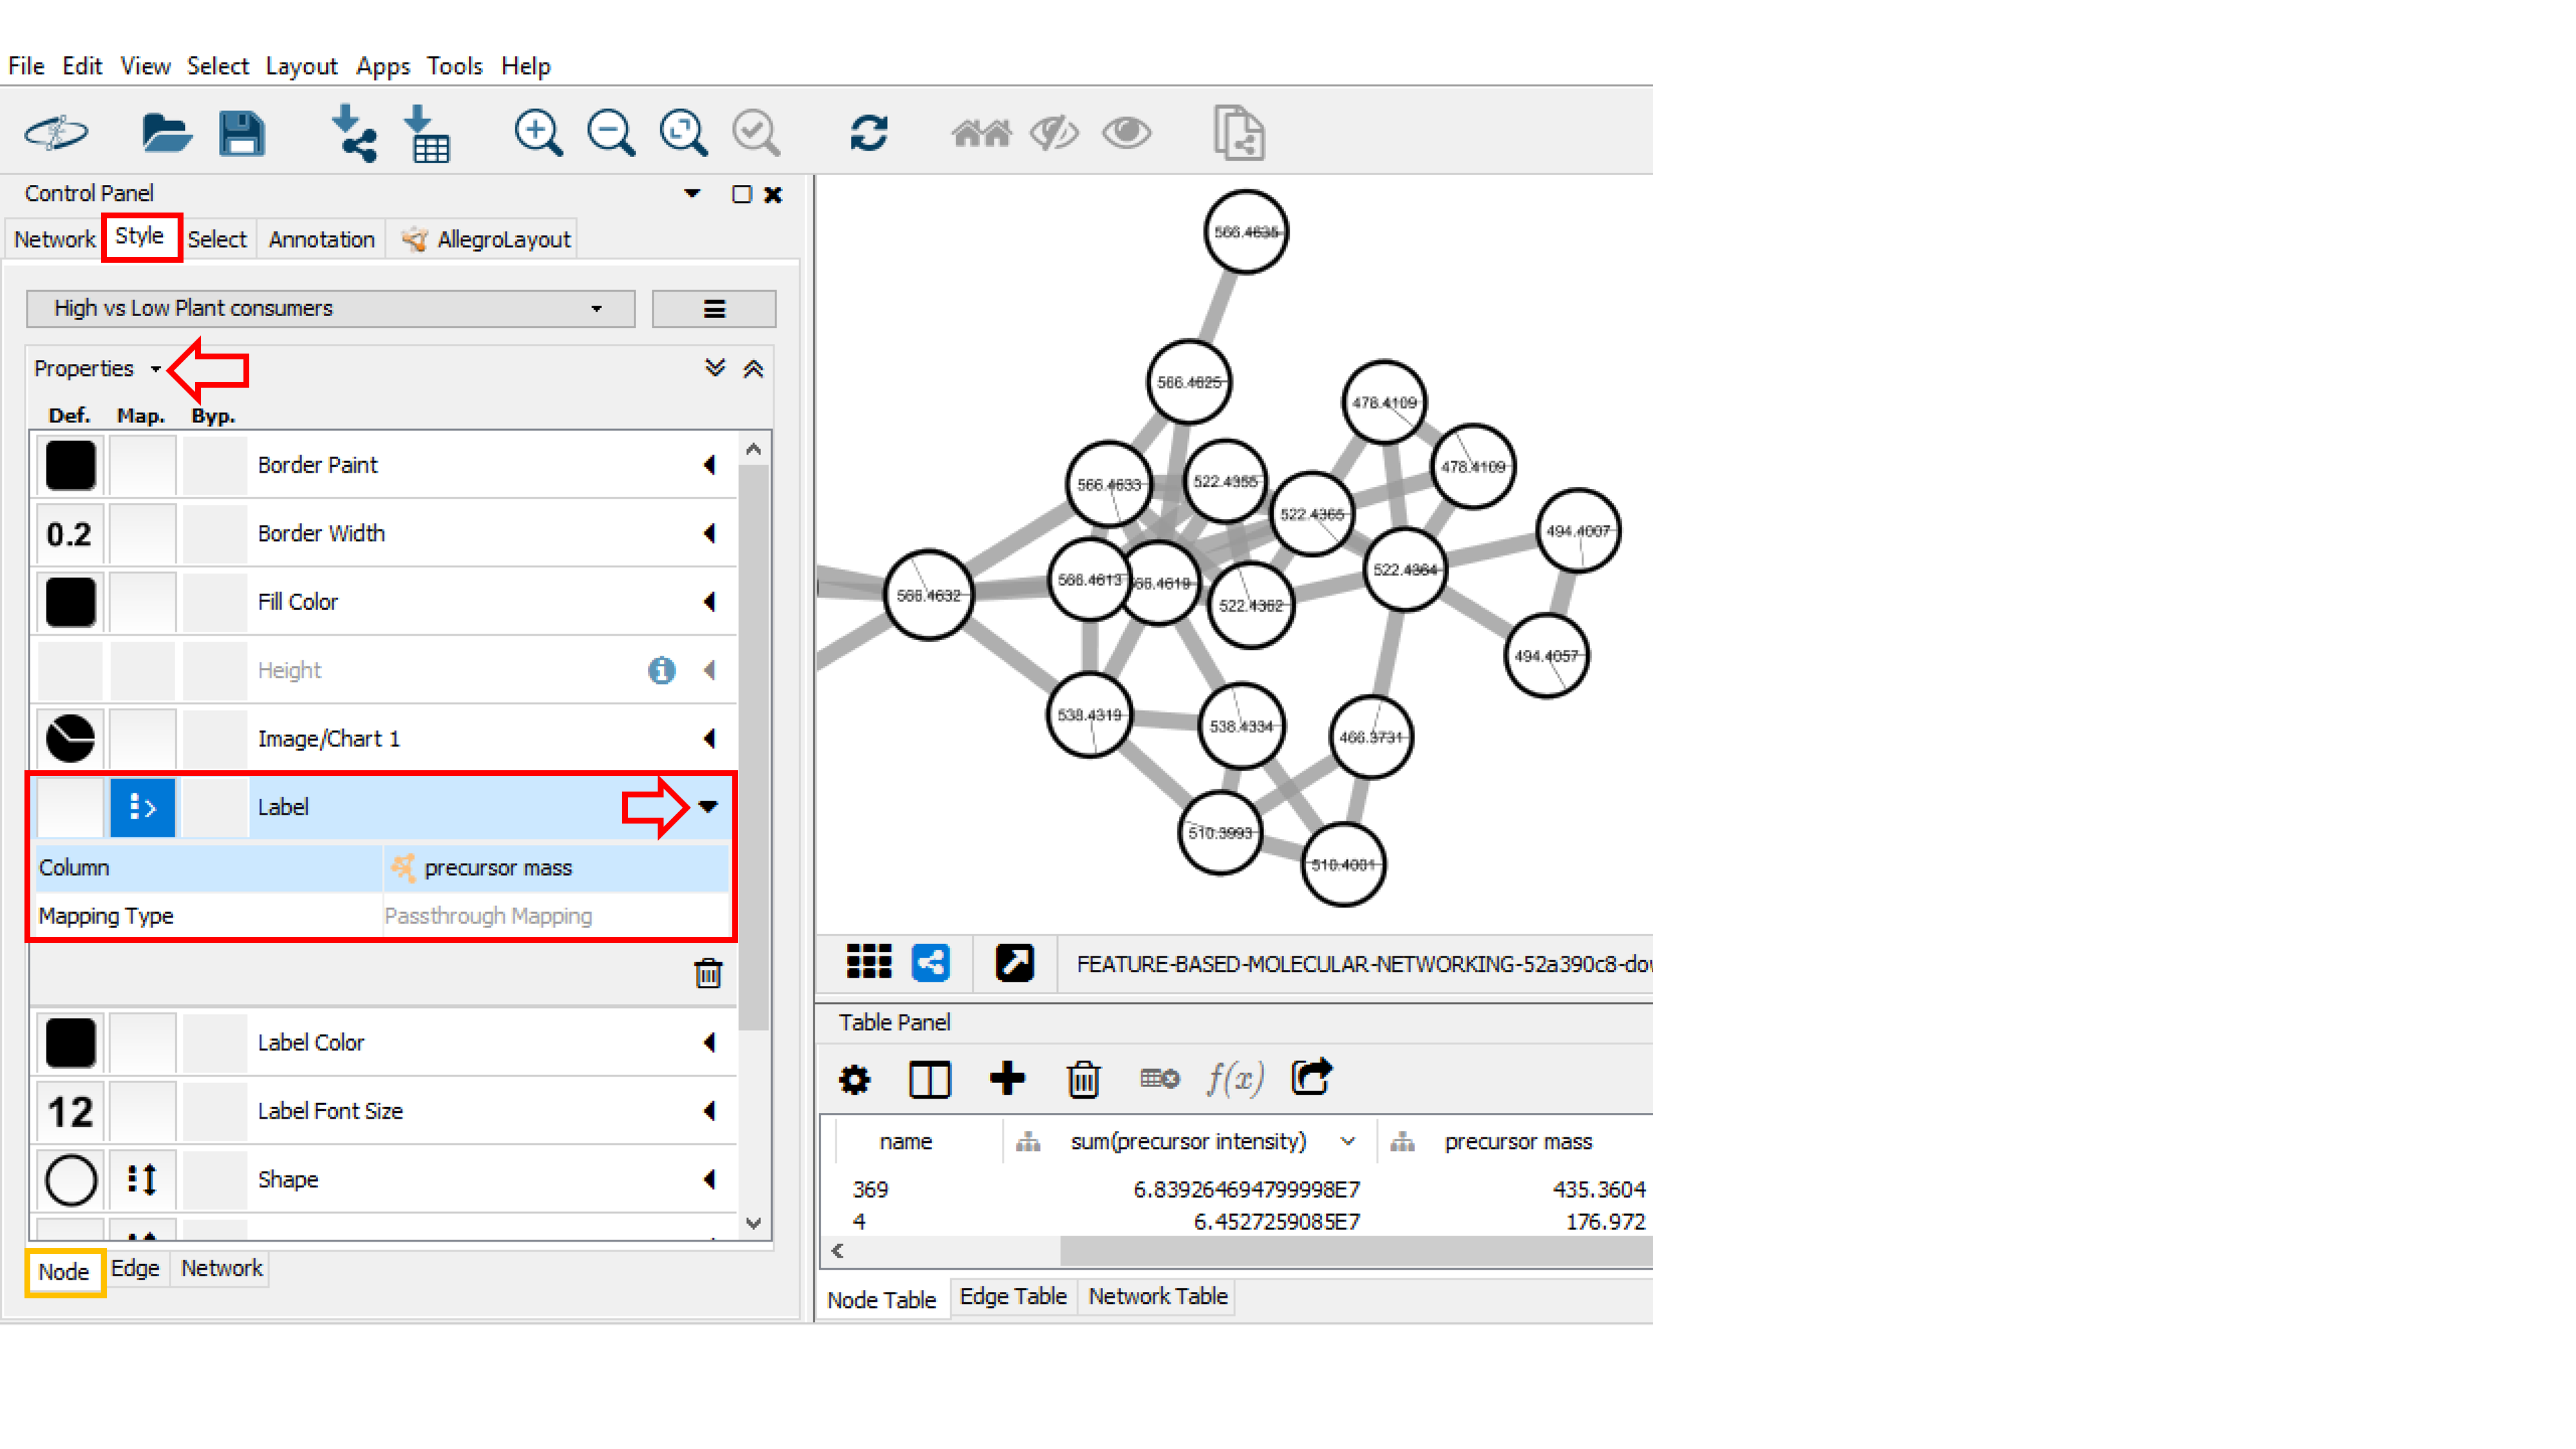 File Edit View Select Layout Apps Tools Help
Control Panel
Network Style Select Annotation AllegroLayout
High vs Low Plant consumers
Properties
Def. Map. Byp.
Border Paint
0.2 Border Width
Fill Color
Height
Image/Chart 1
Label
Column precursor mass
Mapping Type Passthrough Mapping
Label Color
12 Label Font Size
Shape
Node Edge Network
566.4635
566.4625
478.4109
478.4109
566.4633
522.4355
522.4365
494.4007
566.4632
566.4613
566.4619
522.4362
522.4364
494.4057
538.4319
538.4334
466.3731
510.3993
510.4001
FEATURE-BASED-MOLECULAR-NETWORKING-52a390c8-dow
Table Panel
f(x)
name sum(precursor intensity) precursor mass
369 6.839264694799998E7 435.3604
4 6.4527259085E7 176.972
Node Table Edge Table Network Table